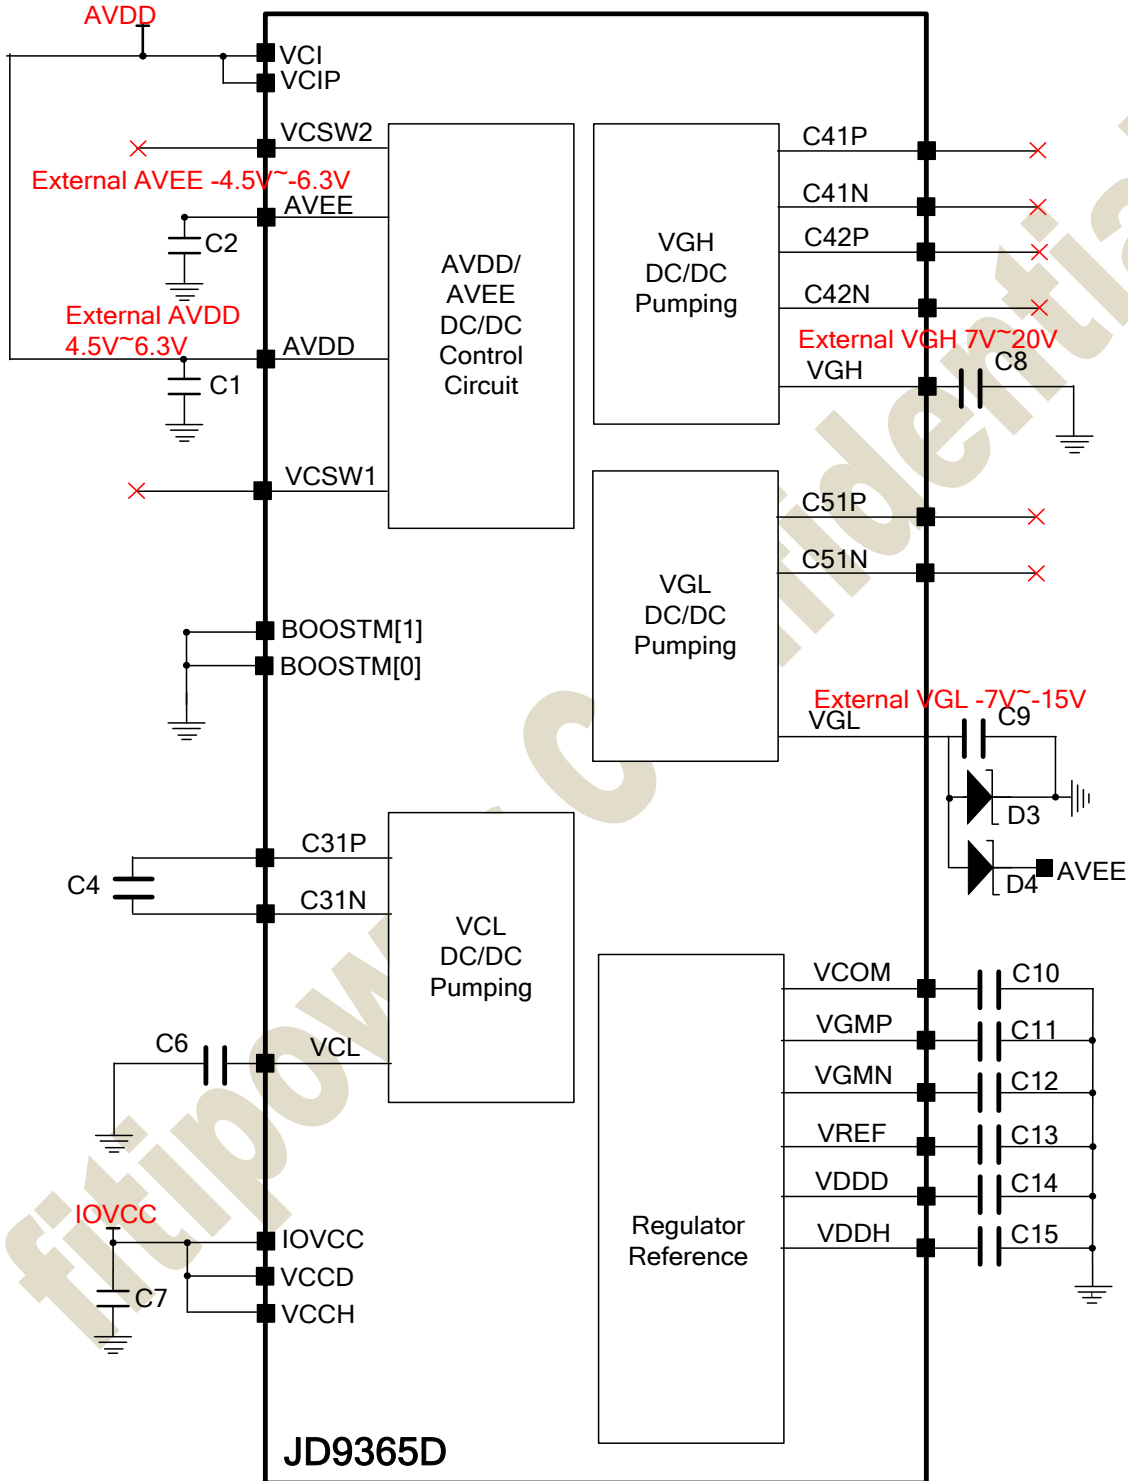 AVDD
VCI
VCIP
VCSW2
External AVEE -4.5V~-6.3V
AVEE
C2
External AVDD
4.5V~6.3V
AVDD
C1
VCSW1
AVDD/
AVEE
DC/DC
Control
Circuit
BOOSTM[1]
BOOSTM[0]
C31P
C4
C31N
VCL
DC/DC
Pumping
C6
VCL
IOVCC
IOVCC
VCCD
C7
VCCH
JD9365D
VGH
DC/DC
Pumping
C41P
C41N
C42P
C42N
External VGH 7V~20V
VGH
C8
VGL
DC/DC
Pumping
C51P
C51N
External VGL -7V~-15V
VGL
C9
D3
D4
AVEE
Regulator
Reference
VCOM
C10
VGMP
C11
VGMN
C12
VREF
C13
VDDD
C14
VDDH
C15